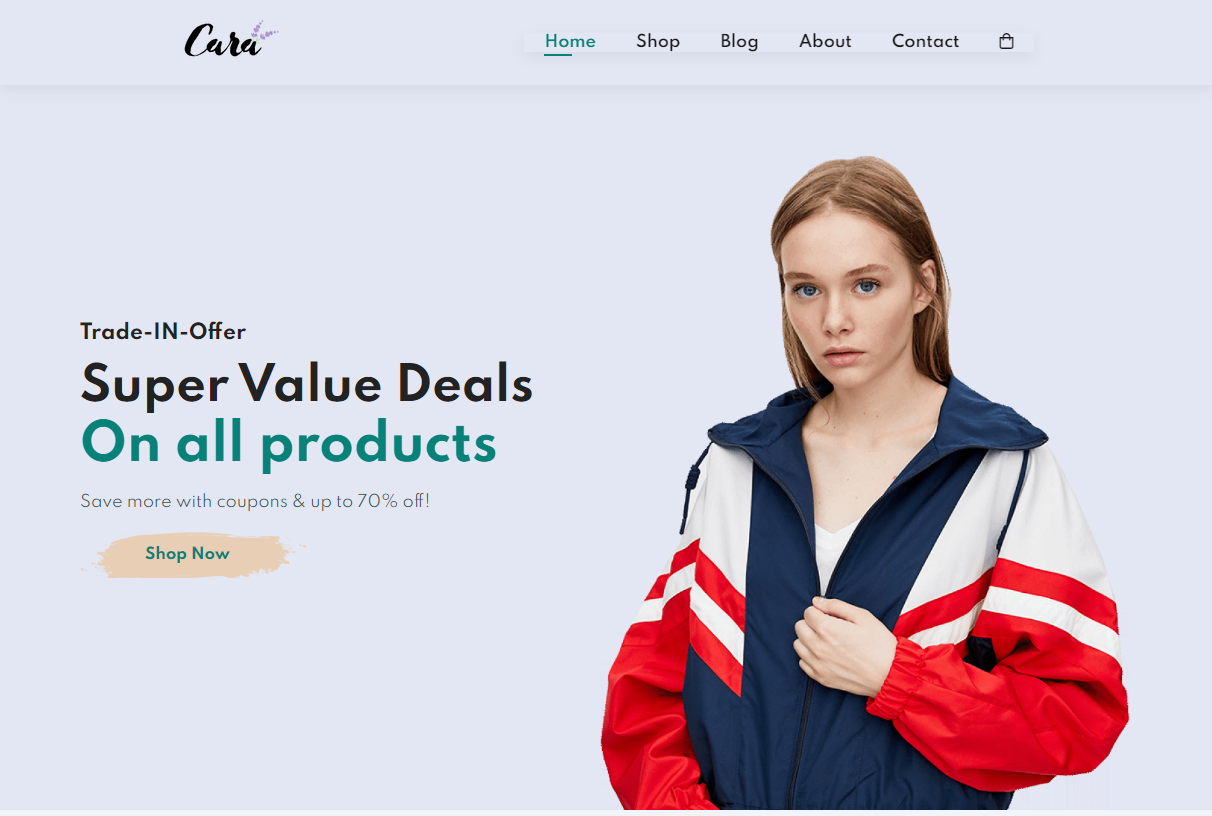 Cara
Home Shop Blog About Contact
Trade-IN-Offer
Super Value Deals
On all products
Save more with coupons & up to 70% off!
Shop Now